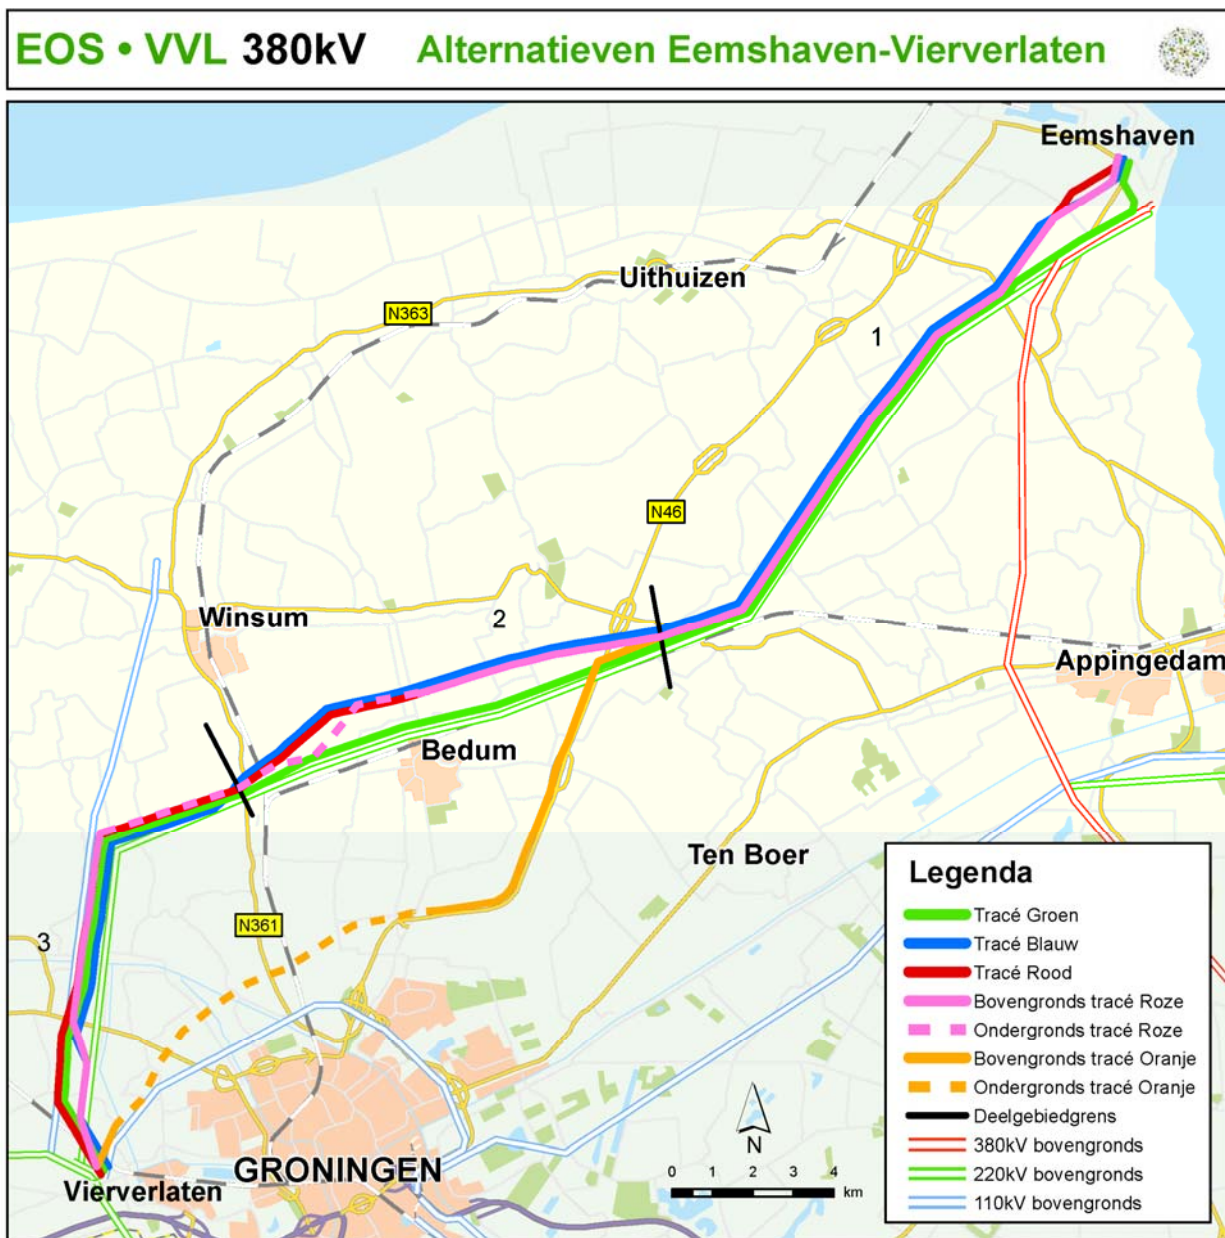 EOS • VVL 380kV Alternatieven Eemshaven-Vierverlaten
Eemshaven
Uithuizen
N363
1
N46
Winsum
2
Appingedam
Bedum
Ten Boer
N361
3
GRONINGEN
Vierverlaten
N
0 1 2 3 4
km
Legenda
Tracé Groen
Tracé Blauw
Tracé Rood
Bovengronds tracé Roze
Ondergronds tracé Roze
Bovengronds tracé Oranje
Ondergronds tracé Oranje
Deelgebiedgrens
380kV bovengronds
220kV bovengronds
110kV bovengronds